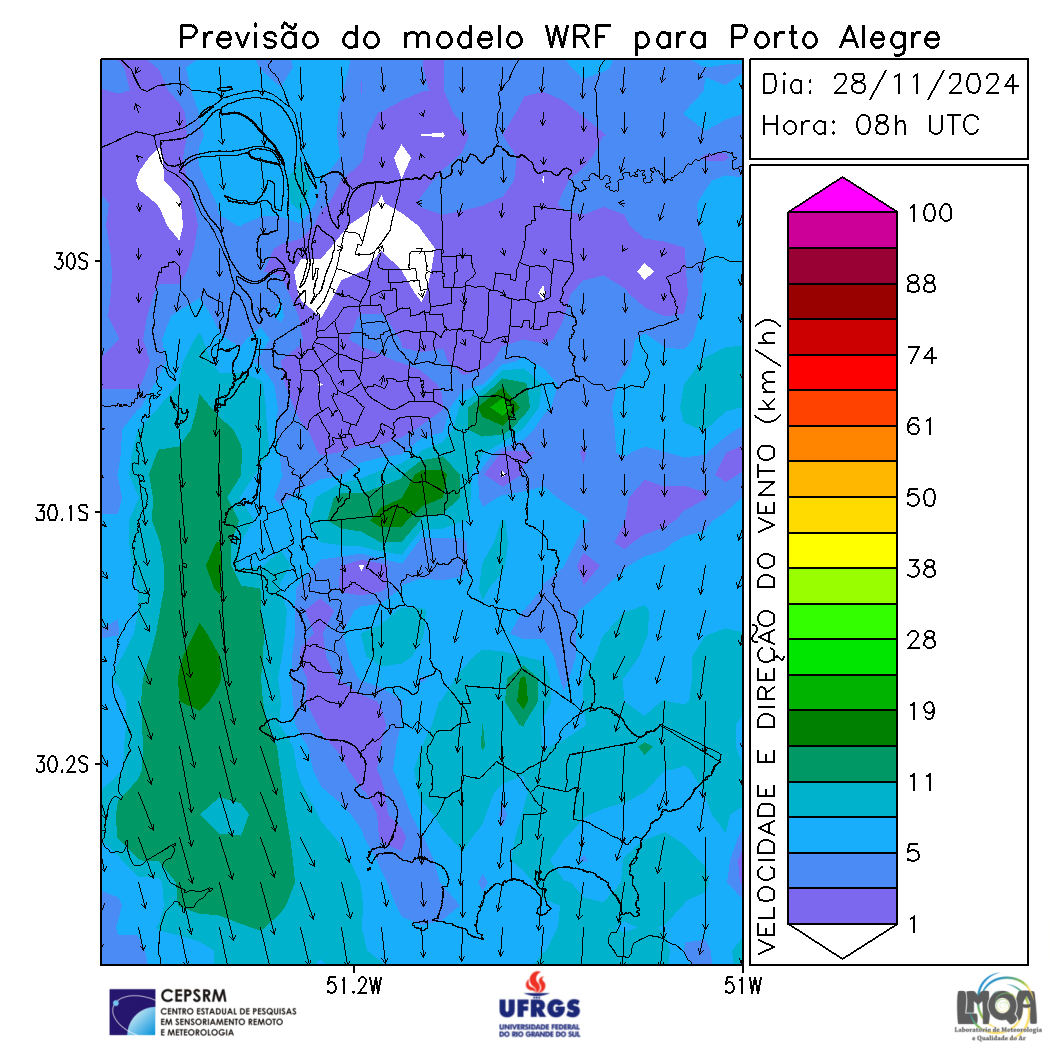 Previsão do modelo WRF para Porto Alegre
Dia: 28/11/2024
Hora: 08h UTC
30S
30.1S
30.2S
51.2W
51W
VELOCIDADE E DIREÇÃO DO VENTO (km/h)
100
88
74
61
50
38
28
19
11
5
1
CEPSRM
CENTRO ESTADUAL DE PESQUISAS
EM SENSORIAMENTO REMOTO
E METEOROLOGIA
UFRGS
UNIVERSIDADE FEDERAL
DO RIO GRANDE DO SUL
LMQA
Laboratório de Meteorologia
e Qualidade do Ar